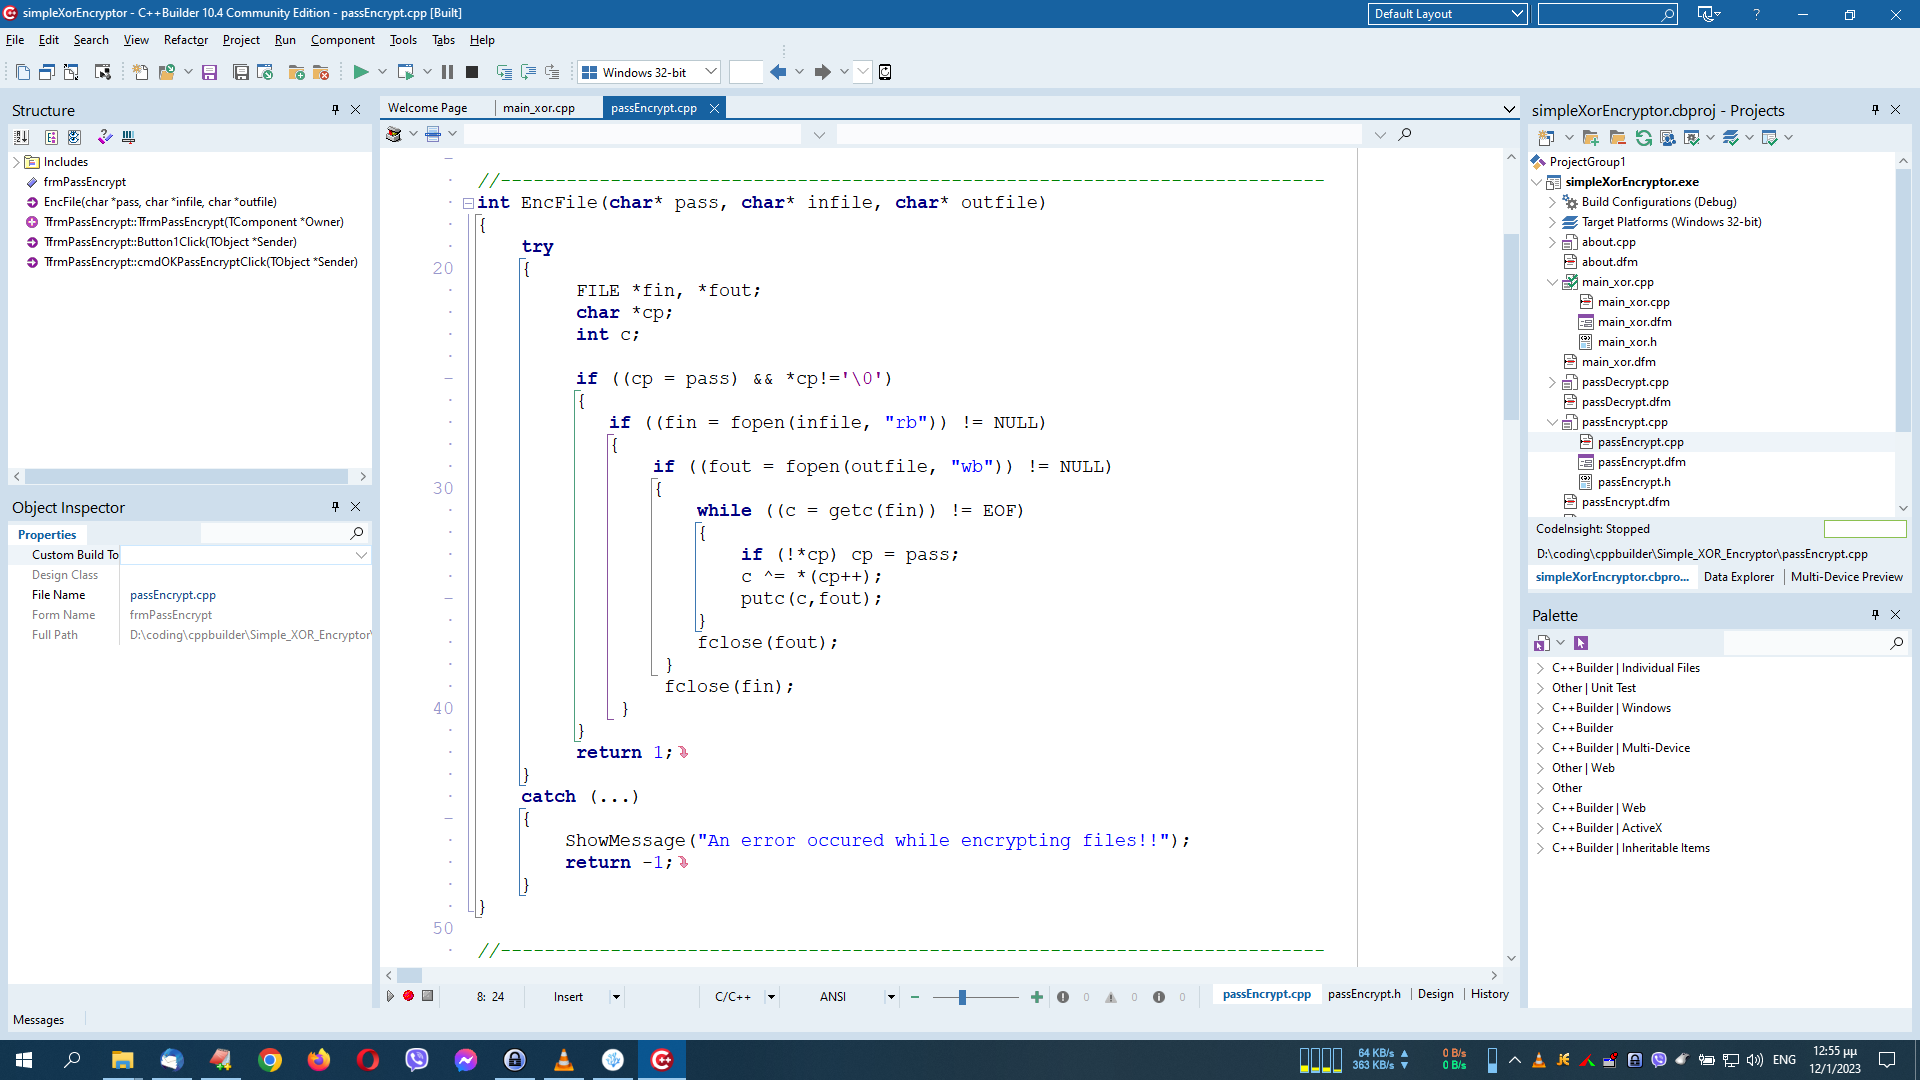 simpleXorEncryptor - C++Builder 10.4 Community Edition - passEncrypt.cpp [Built]
Default Layout
?
File Edit Search View Refactor Project Run Component Tools Tabs Help
Windows 32-bit
Structure
Includes
frmPassEncrypt
EncFile(char *pass, char *infile, char *outfile)
TfrmPassEncrypt::TfrmPassEncrypt(TComponent *Owner)
TfrmPassEncrypt::Button1Click(TObject *Sender)
TfrmPassEncrypt::cmdOKPassEncryptClick(TObject *Sender)
Object Inspector
Properties
Custom Build To
Design Class
File Name passEncrypt.cpp
Form Name frmPassEncrypt
Full Path D:\coding\cppbuilder\Simple_XOR_Encryptor\
Welcome Page main_xor.cpp passEncrypt.cpp
//---------------------------------------------------------------------------
int EncFile(char* pass, char* infile, char* outfile)
{
try
20 {
FILE *fin, *fout;
char *cp;
int c;
if ((cp = pass) && *cp!='\0')
{
if ((fin = fopen(infile, "rb")) != NULL)
{
if ((fout = fopen(outfile, "wb")) != NULL)
30 {
while ((c = getc(fin)) != EOF)
{
if (!*cp) cp = pass;
c ^= *(cp++);
putc(c,fout);
}
fclose(fout);
}
fclose(fin);
40 }
}
return 1;
}
catch (...)
{
ShowMessage("An error occured while encrypting files!!");
return -1;
}
}
50
//---------------------------------------------------------------------------
8: 24 Insert C/C++ ANSI 0 0 0 passEncrypt.cpp passEncrypt.h Design History
simpleXorEncryptor.cbproj - Projects
ProjectGroup1
simpleXorEncryptor.exe
Build Configurations (Debug)
Target Platforms (Windows 32-bit)
about.cpp
about.dfm
main_xor.cpp
main_xor.cpp
main_xor.dfm
main_xor.h
main_xor.dfm
passDecrypt.cpp
passDecrypt.dfm
passEncrypt.cpp
passEncrypt.cpp
passEncrypt.dfm
passEncrypt.h
passEncrypt.dfm
CodeInsight: Stopped
D:\coding\cppbuilder\Simple_XOR_Encryptor\passEncrypt.cpp
simpleXorEncryptor.cbpro... Data Explorer Multi-Device Preview
Palette
C++Builder | Individual Files
Other | Unit Test
C++Builder | Windows
C++Builder
C++Builder | Multi-Device
Other | Web
Other
C++Builder | Web
C++Builder | ActiveX
C++Builder | Inheritable Items
Messages
64 KB/s 0 B/s
363 KB/s 0 B/s
ENG
12:55 μμ
12/1/2023